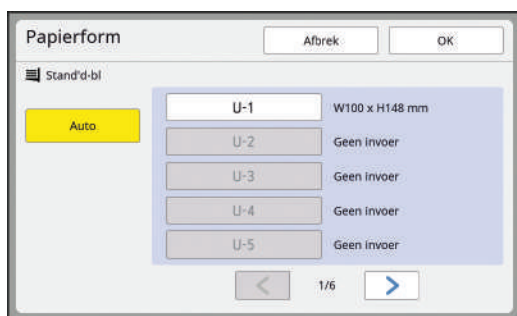 Papierform
Afbrek
OK
Stand'd-bl
Auto
U-1 W100 x H148 mm
U-2 Geen invoer
U-3 Geen invoer
U-4 Geen invoer
U-5 Geen invoer
1/6